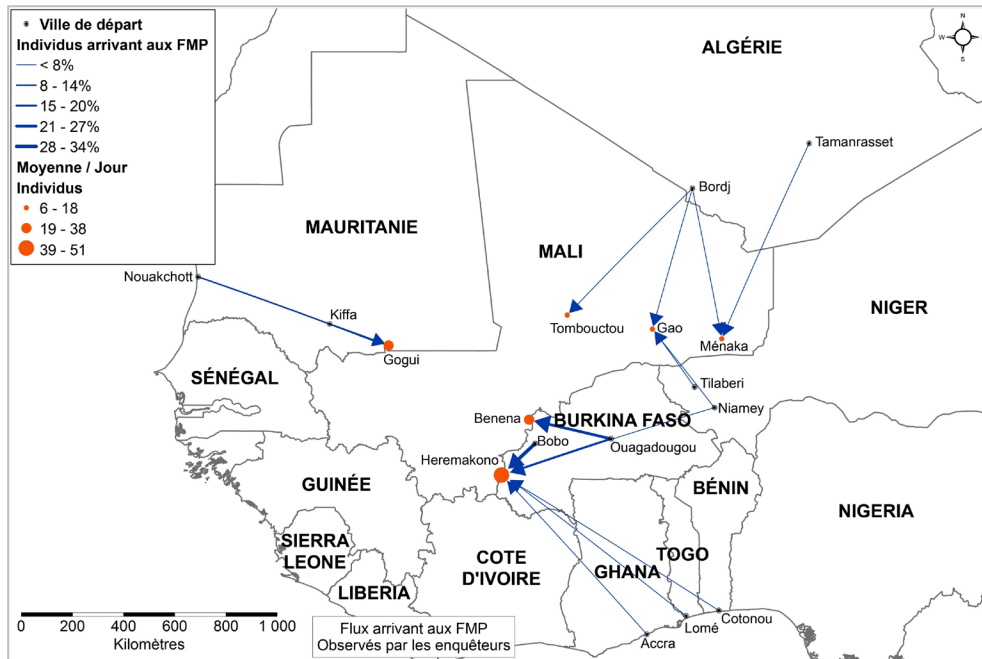 Ville de départ
Individus arrivant aux FMP
< 8%
8 - 14%
15 - 20%
21 - 27%
28 - 34%
Moyenne / Jour
Individus
6 - 18
19 - 38
39 - 51
N
W
S
ALGÉRIE
Tamanrasset
Bordj
MAURITANIE
MALI
Nouakchott
Kiffa
Gogui
Tombouctou
Gao
Ménaka
NIGER
SÉNÉGAL
Tilaberi
Niamey
Benena
BURKINA FASO
Bobo
Ouagadougou
Heremakono
GUINÉE
BÉNIN
NIGERIA
SIERRA
LEONE
COTE
D'IVOIRE
TOGO
GHANA
LIBERIA
Cotonou
Lomé
Accra
0 200 400 600 800 1 000
Kilomètres
Flux arrivant aux FMP
Observés par les enquêteurs